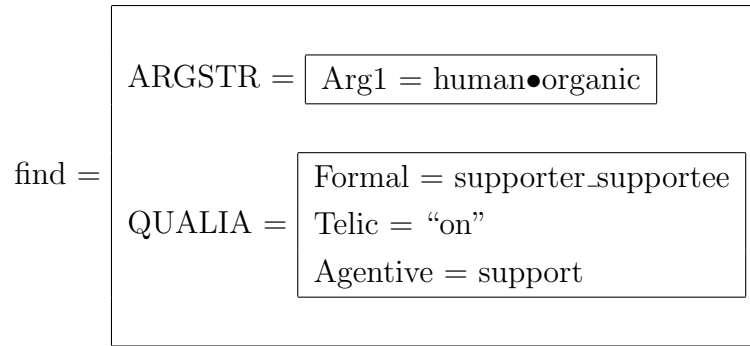 ARGSTR = Arg1 = human●organic
find =
Formal = supporter_supportee
QUALIA = Telic = “on”
Agentive = support